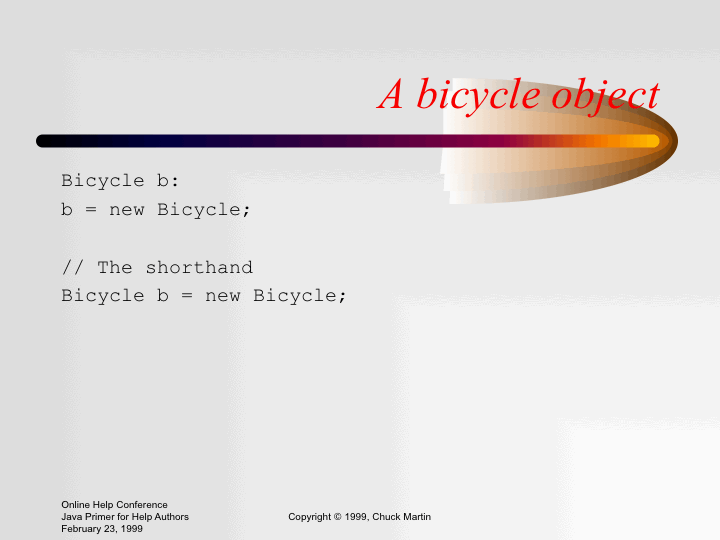 A bicycle object
Bicycle b:
b = new Bicycle;
// The shorthand
Bicycle b = new Bicycle;
Online Help Conference
Java Primer for Help Authors
February 23, 1999
Copyright © 1999, Chuck Martin